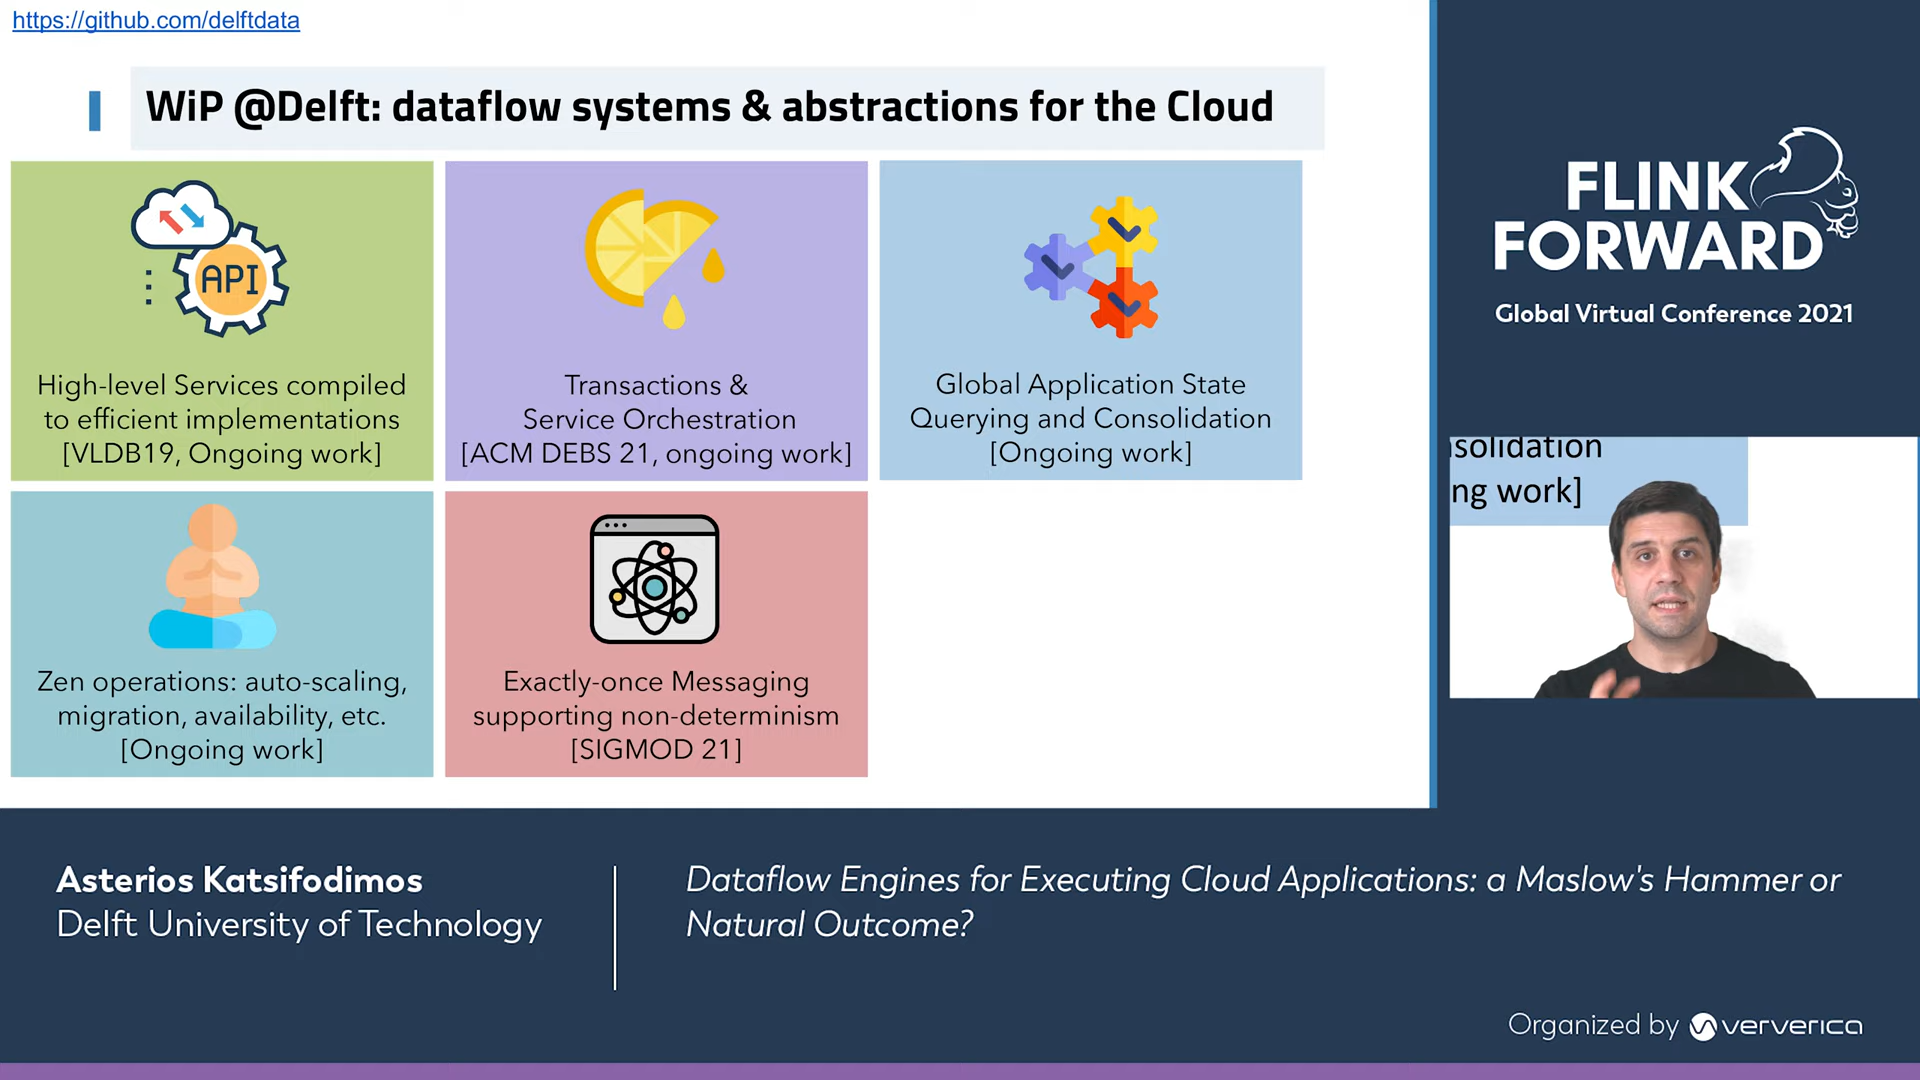 https://github.com/delftdata
WiP @Delft: dataflow systems & abstractions for the Cloud
API
High-level Services compiled
to efficient implementations
[VLDB19, Ongoing work]
Transactions &
Service Orchestration
[ACM DEBS 21, ongoing work]
Global Application State
Querying and Consolidation
[Ongoing work]
Zen operations: auto-scaling,
migration, availability, etc.
[Ongoing work]
Exactly-once Messaging
supporting non-determinism
[SIGMOD 21]
FLINK
FORWARD
Global Virtual Conference 2021
solidation
ng work]
Asterios Katsifodimos
Delft University of Technology
Dataflow Engines for Executing Cloud Applications: a Maslow's Hammer or
Natural Outcome?
Organized by ververica